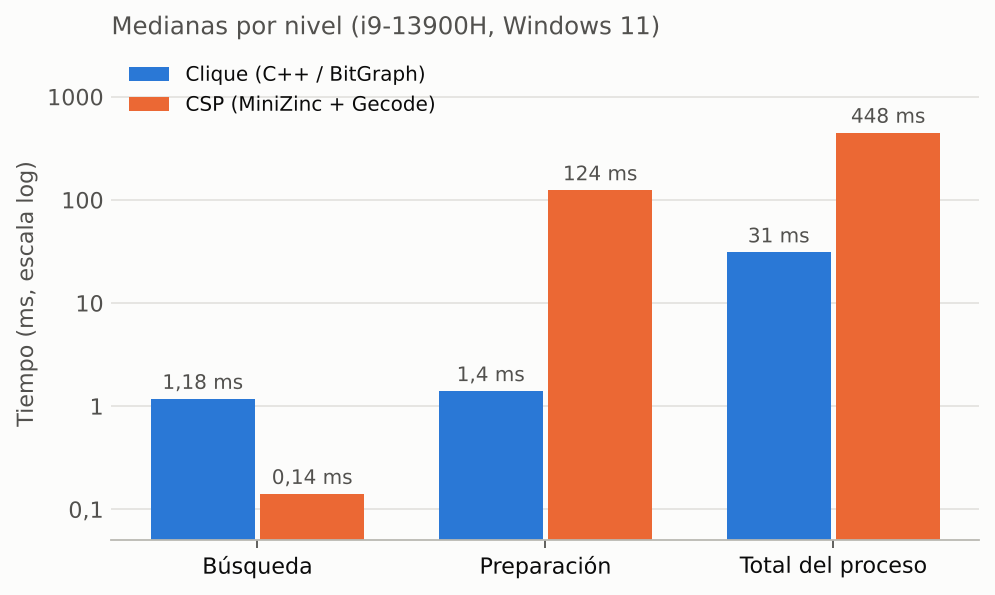 Medianas por nivel (i9-13900H, Windows 11)
Clique (C++ / BitGraph)
CSP (MiniZinc + Gecode)
Tiempo (ms, escala log)
1000
100
10
1
0,1
1,18 ms
0,14 ms
1,4 ms
124 ms
31 ms
448 ms
Búsqueda
Preparación
Total del proceso